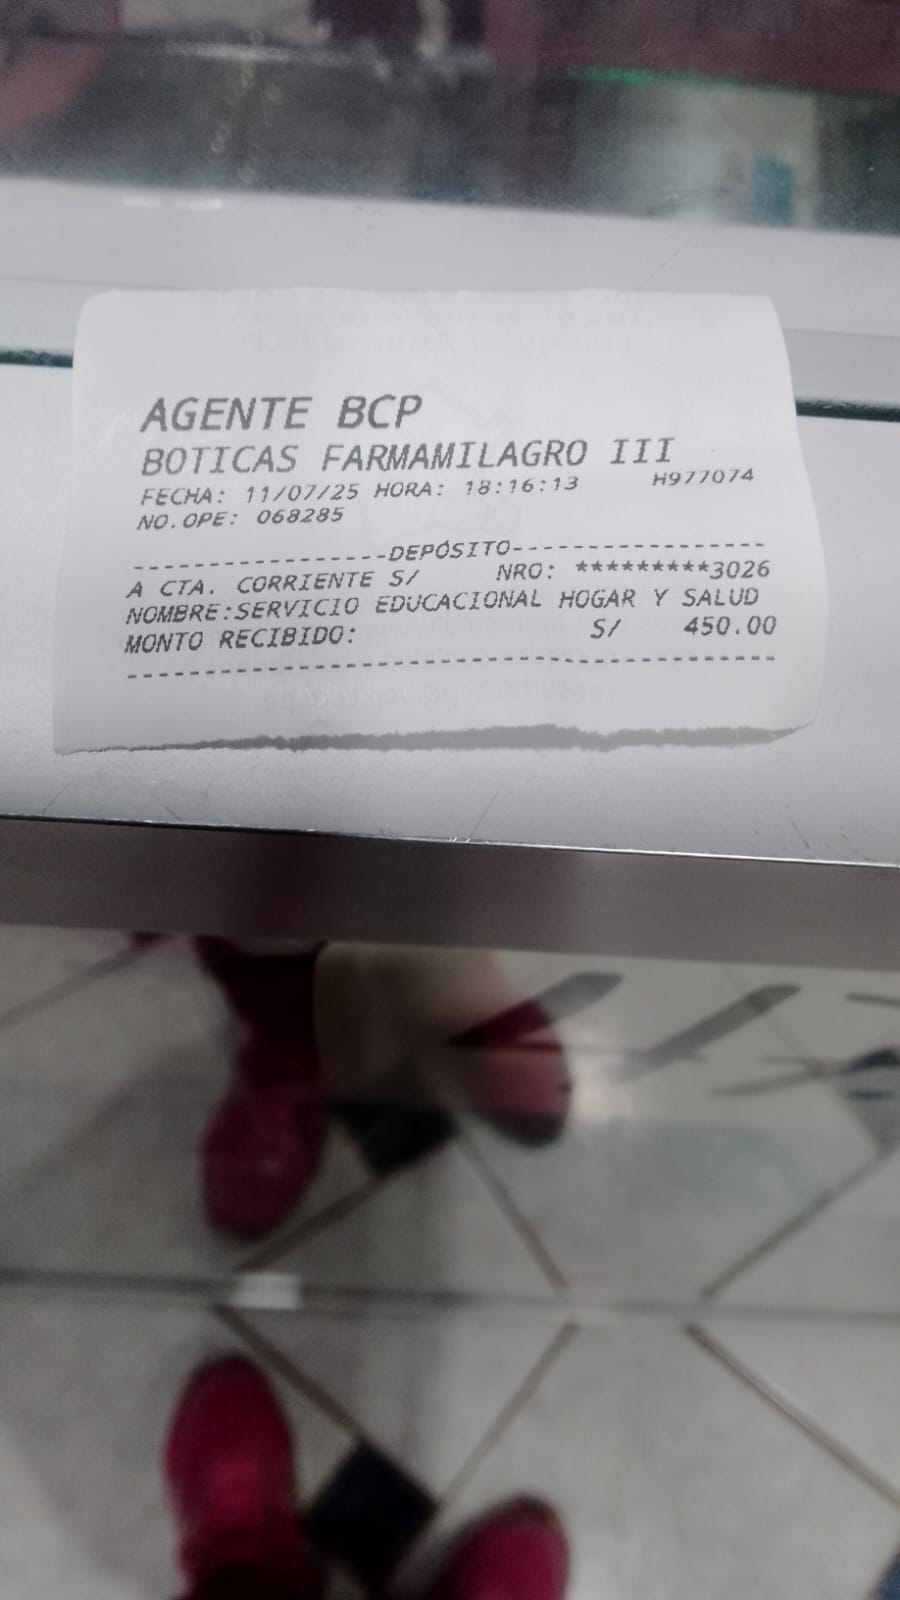 AGENTE BCP
BOTICAS FARMAMILAGRO III
FECHA: 11/07/25 HORA: 18:16:13 H977074
NO.OPE: 068285
-----------------DEPÓSITO-----------------
A CTA. CORRIENTE S/ NRO: *********3026
NOMBRE:SERVICIO EDUCACIONAL HOGAR Y SALUD
MONTO RECIBIDO: S/ 450.00
------------------------------------------